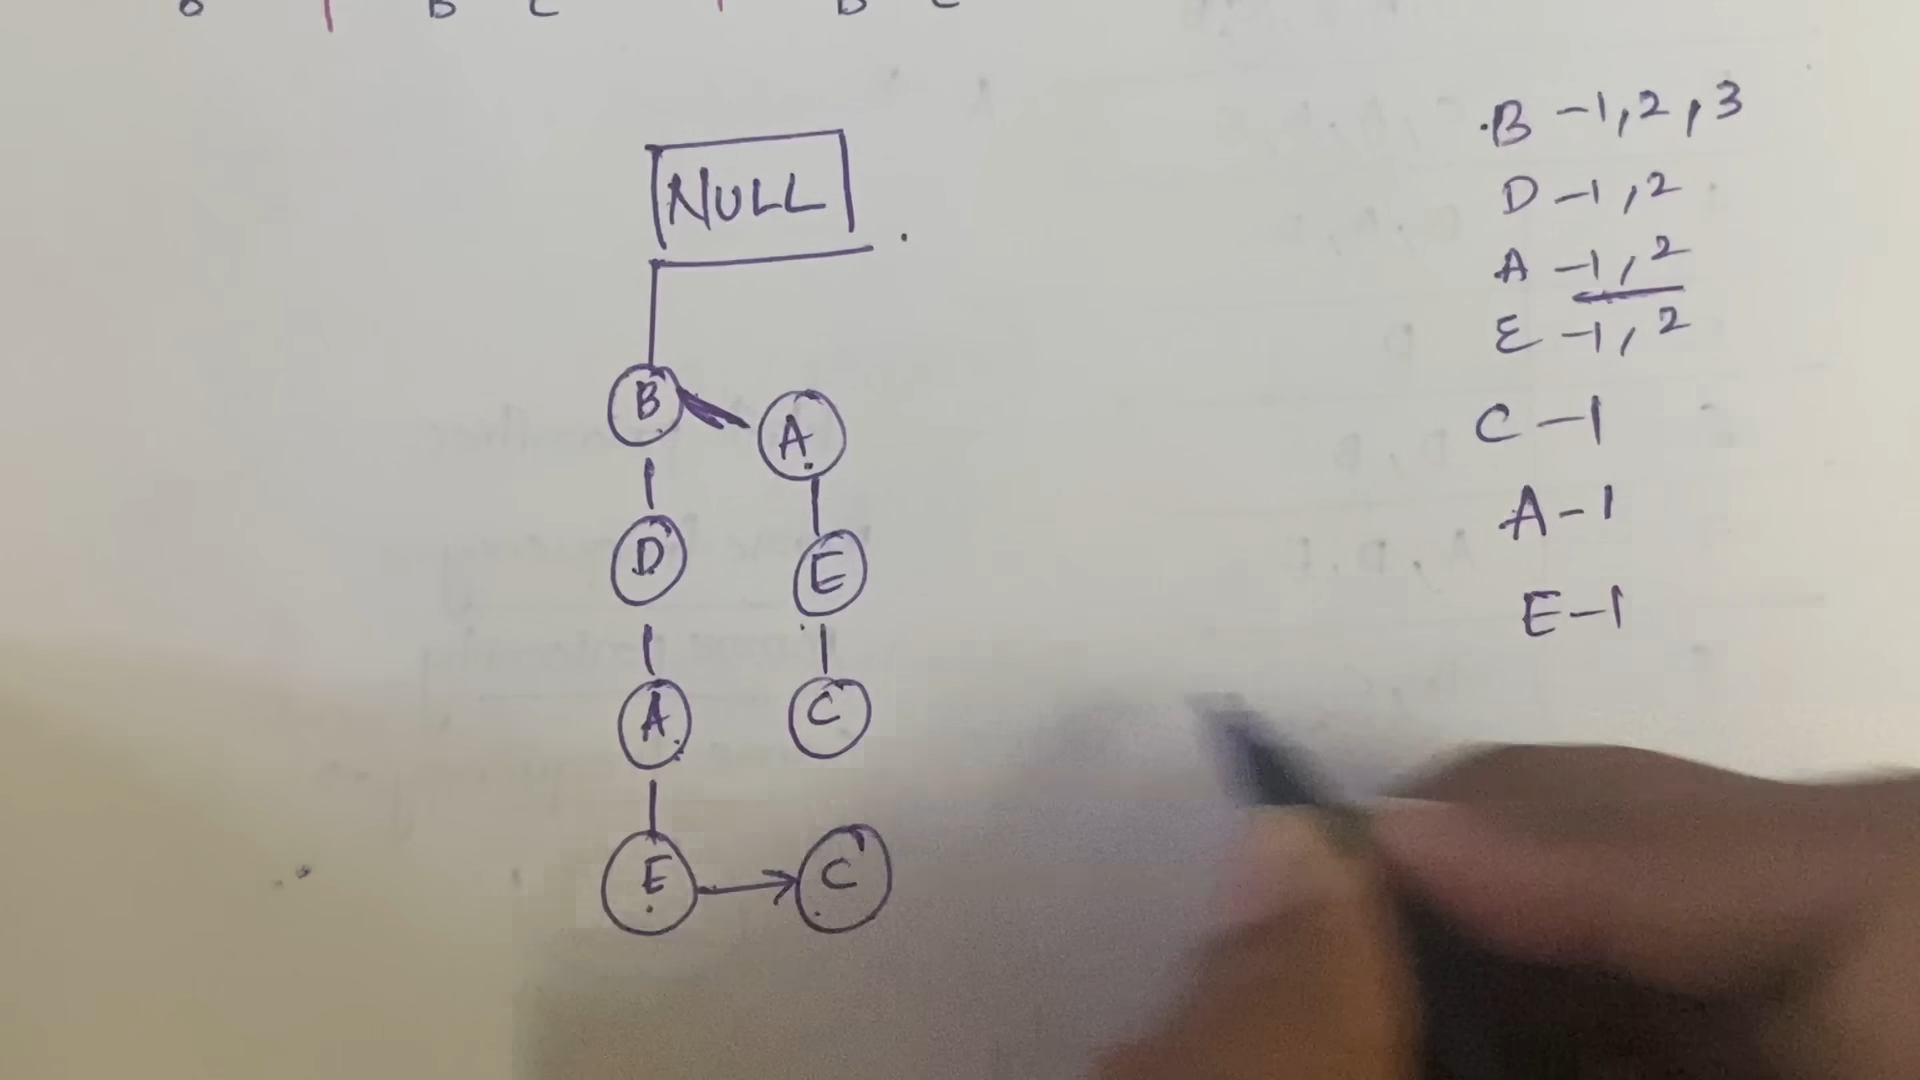 B C B C
NULL
B A
D E
A C
E C
B -1, 2, 3
D -1, 2
A -1, 2
E -1, 2
C -1
A -1
E -1